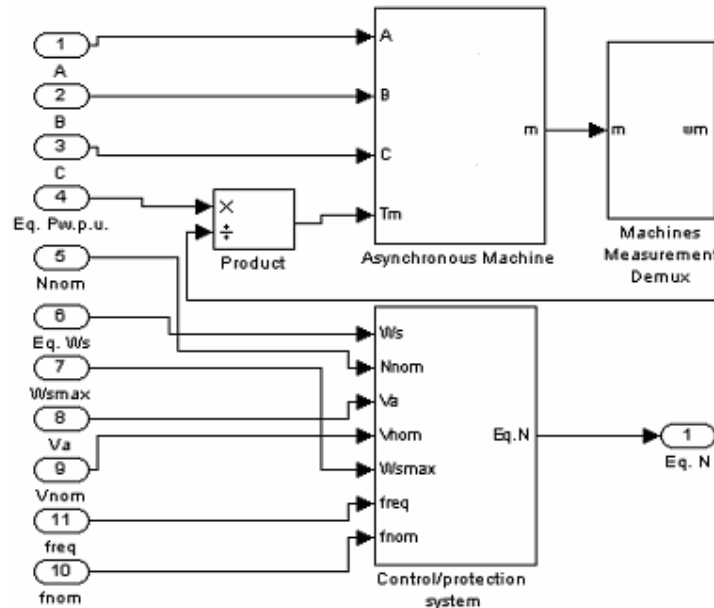 1
A
2
B
3
C
4
Eq. Pw.p.u.
5
Nnom
6
Eq. Ws
7
Wsmax
8
Va
9
Vnom
11
freq
10
fnom
×
÷
Product
A
B
C
Tm
m
Asynchronous Machine
m
wm
Machines
Measurement
Demux
Ws
Nnom
Va
Vnom
Wsmax
freq
fnom
Eq.N
Control/protection
system
1
Eq. N